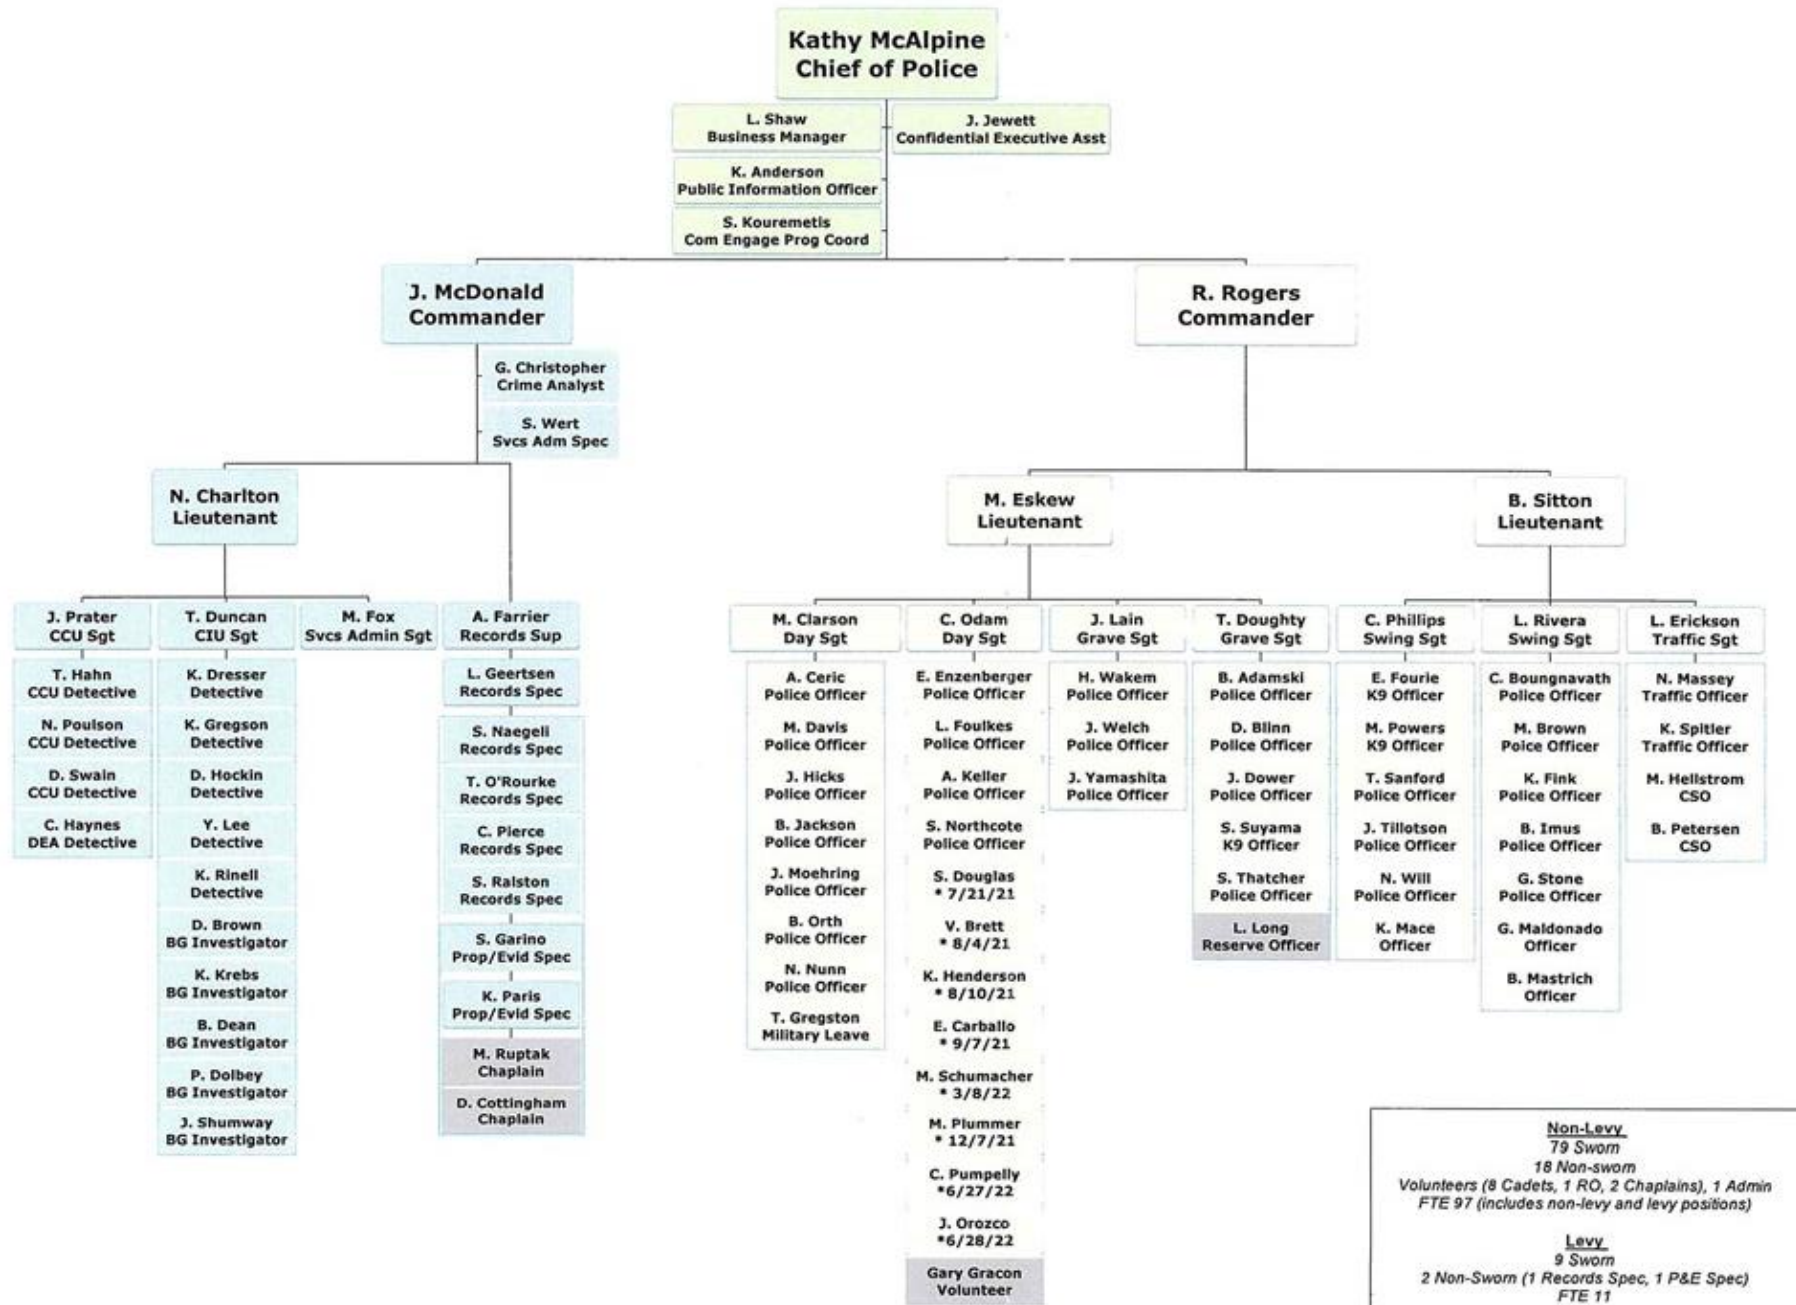 Kathy McAlpine
Chief of Police
L. Shaw
Business Manager
J. Jewett
Confidential Executive Asst
K. Anderson
Public Information Officer
S. Kouremetis
Com Engage Prog Coord
J. McDonald
Commander
R. Rogers
Commander
G. Christopher
Crime Analyst
S. Wert
Svcs Adm Spec
N. Charlton
Lieutenant
M. Eskew
Lieutenant
B. Sitton
Lieutenant
J. Prater
CCU Sgt
T. Hahn
CCU Detective
N. Poulson
CCU Detective
D. Swain
CCU Detective
C. Haynes
DEA Detective
T. Duncan
CIU Sgt
K. Dresser
Detective
K. Gregson
Detective
D. Hockin
Detective
Y. Lee
Detective
K. Rinell
Detective
D. Brown
BG Investigator
K. Krebs
BG Investigator
B. Dean
BG Investigator
P. Dolbey
BG Investigator
J. Shumway
BG Investigator
M. Fox
Svcs Admin Sgt
A. Farrier
Records Sup
L. Geertsen
Records Spec
S. Naegeli
Records Spec
T. O'Rourke
Records Spec
C. Pierce
Records Spec
S. Ralston
Records Spec
S. Garino
Prop/Evid Spec
K. Paris
Prop/Evid Spec
M. Ruptak
Chaplain
D. Cottingham
Chaplain
M. Clarson
Day Sgt
A. Ceric
Police Officer
M. Davis
Police Officer
J. Hicks
Police Officer
B. Jackson
Police Officer
J. Moehring
Police Officer
B. Orth
Police Officer
N. Nunn
Police Officer
T. Gregston
Military Leave
C. Odam
Day Sgt
E. Enzenberger
Police Officer
L. Foulkes
Police Officer
A. Keller
Police Officer
S. Northcote
Police Officer
S. Douglas
* 7/21/21
V. Brett
* 8/4/21
K. Henderson
* 8/10/21
E. Carballo
* 9/7/21
M. Schumacher
* 3/8/22
M. Plummer
* 12/7/21
C. Pumpelly
*6/27/22
J. Orozco
*6/28/22
Gary Gracon
Volunteer
J. Lain
Grave Sgt
H. Wakem
Police Officer
J. Welch
Police Officer
J. Yamashita
Police Officer
T. Doughty
Grave Sgt
B. Adamski
Police Officer
D. Blinn
Police Officer
J. Dower
Police Officer
S. Suyama
K9 Officer
S. Thatcher
Police Officer
L. Long
Reserve Officer
C. Phillips
Swing Sgt
E. Fourie
K9 Officer
M. Powers
K9 Officer
T. Sanford
Police Officer
J. Tillotson
Police Officer
N. Will
Police Officer
K. Mace
Officer
L. Rivera
Swing Sgt
C. Boungnavath
Police Officer
M. Brown
Poice Officer
K. Fink
Police Officer
B. Imus
Police Officer
G. Stone
Police Officer
G. Maldonado
Officer
B. Mastrich
Officer
L. Erickson
Traffic Sgt
N. Massey
Traffic Officer
K. Spitler
Traffic Officer
M. Hellstrom
CSO
B. Petersen
CSO
Non-Levy
79 Sworn
18 Non-sworn
Volunteers (8 Cadets, 1 RO, 2 Chaplains), 1 Admin
FTE 97 (includes non-levy and levy positions)
Levy
9 Sworn
2 Non-Sworn (1 Records Spec, 1 P&E Spec)
FTE 11